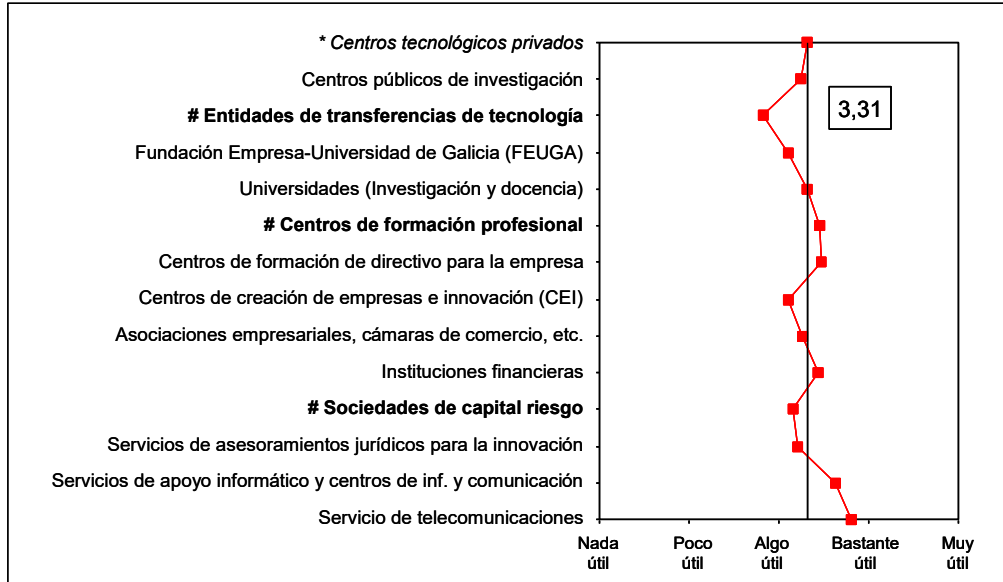 * Centros tecnológicos privados
Centros públicos de investigación
# Entidades de transferencias de tecnología
3,31
Fundación Empresa-Universidad de Galicia (FEUGA)
Universidades (Investigación y docencia)
# Centros de formación profesional
Centros de formación de directivo para la empresa
Centros de creación de empresas e innovación (CEI)
Asociaciones empresariales, cámaras de comercio, etc.
Instituciones financieras
# Sociedades de capital riesgo
Servicios de asesoramientos jurídicos para la innovación
Servicios de apoyo informático y centros de inf. y comunicación
Servicio de telecomunicaciones
Nada útil
Poco útil
Algo útil
Bastante útil
Muy útil